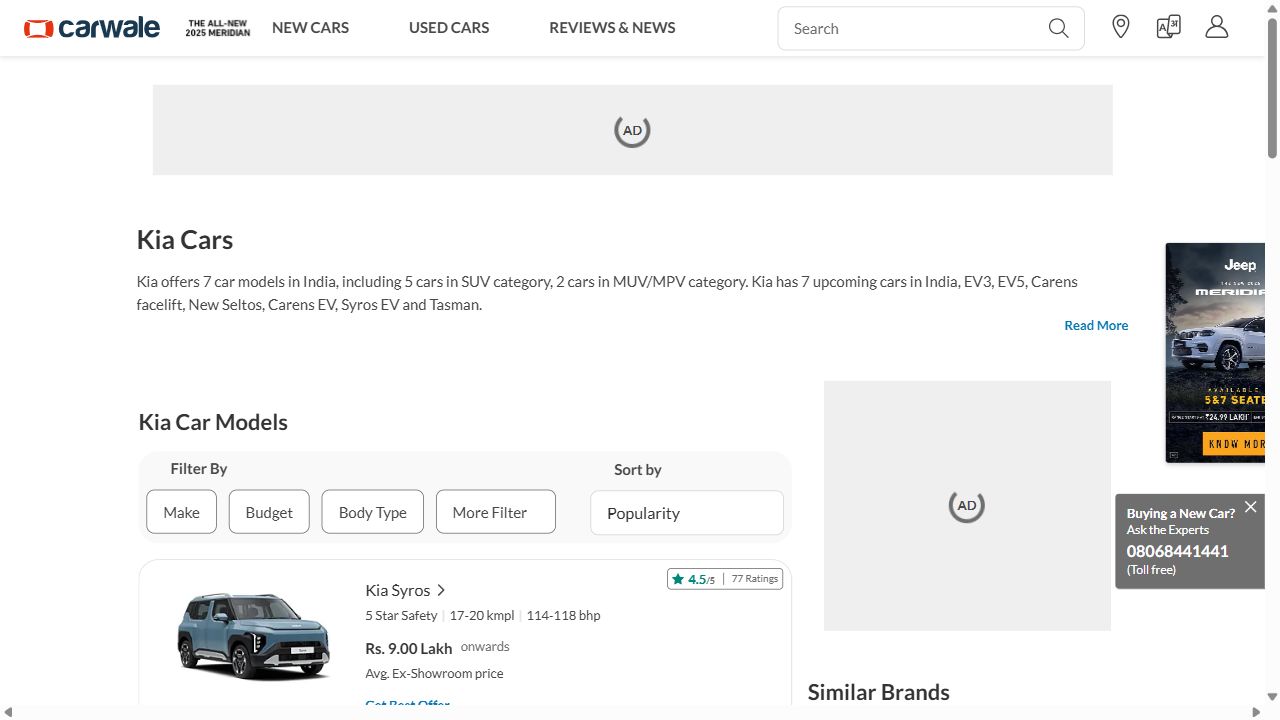 carwale
THE ALL-NEW
2025 MERIDIAN
NEW CARS
USED CARS
REVIEWS & NEWS
Search
AD
Kia Cars
Kia offers 7 car models in India, including 5 cars in SUV category, 2 cars in MUV/MPV category. Kia has 7 upcoming cars in India, EV3, EV5, Carens
facelift, New Seltos, Carens EV, Syros EV and Tasman.
Read More
Jeep
THE NEW 2025
MERIDIA
AVAILABLE
5&7 SEATE
₹24.99 LAKH
KNOW MOR
Kia Car Models
Filter By
Sort by
Make
Budget
Body Type
More Filter
Popularity
AD
Buying a New Car?
Ask the Experts
08068441441
(Toll free)
Kia Syros
4.5/5 | 77 Ratings
5 Star Safety | 17-20 kmpl | 114-118 bhp
Rs. 9.00 Lakh onwards
Avg. Ex-Showroom price
Get Best Offer
Similar Brands